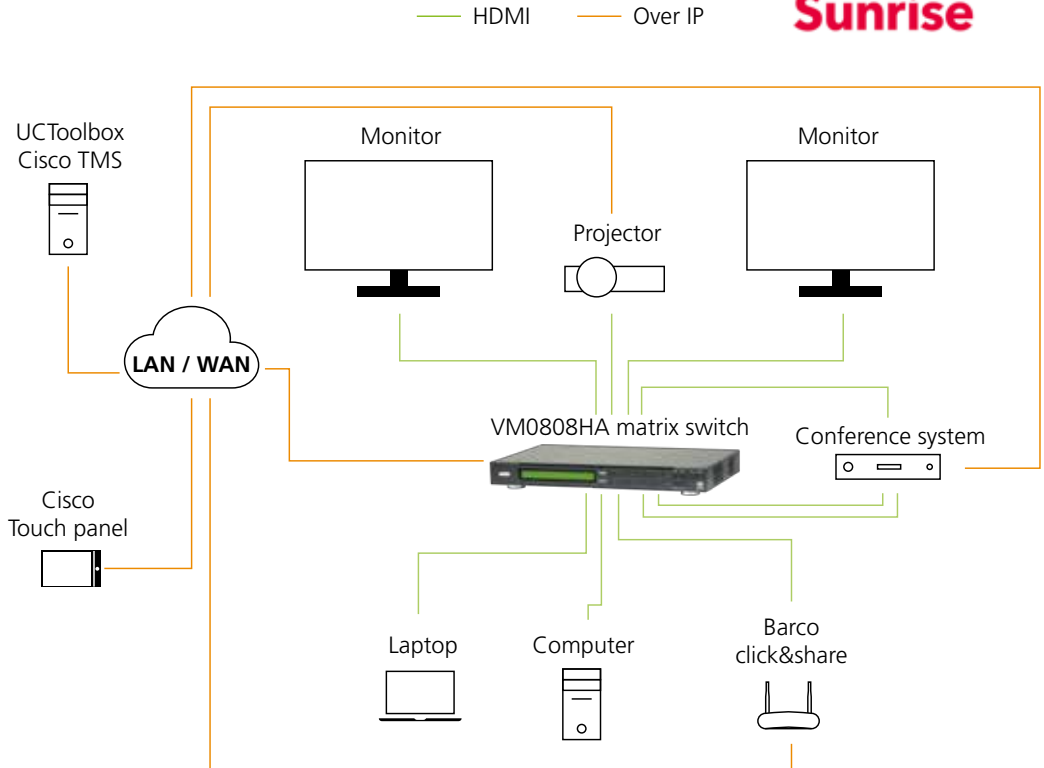 HDMI
Over IP
Sunrise
UCToolbox
Cisco TMS
Monitor
Monitor
Projector
LAN / WAN
VM0808HA matrix switch
Conference system
Cisco
Touch panel
Laptop
Computer
Barco
click&share